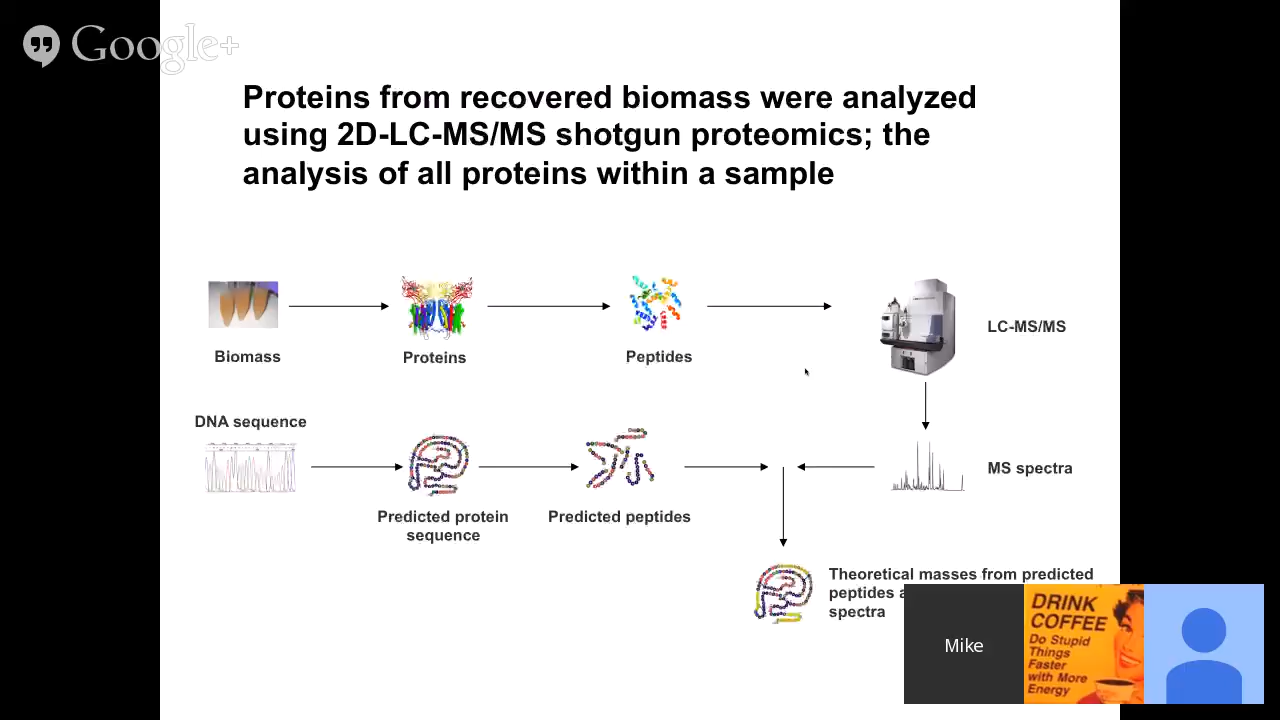 Google+
Proteins from recovered biomass were analyzed
using 2D-LC-MS/MS shotgun proteomics; the
analysis of all proteins within a sample
LC-MS/MS
Biomass
Proteins
Peptides
DNA sequence
MS spectra
Predicted protein
sequence
Predicted peptides
Theoretical masses from predicted
peptides
spectra
Mike
DRINK
COFFEE
Do Stupid
Things
Faster
with More
Energy